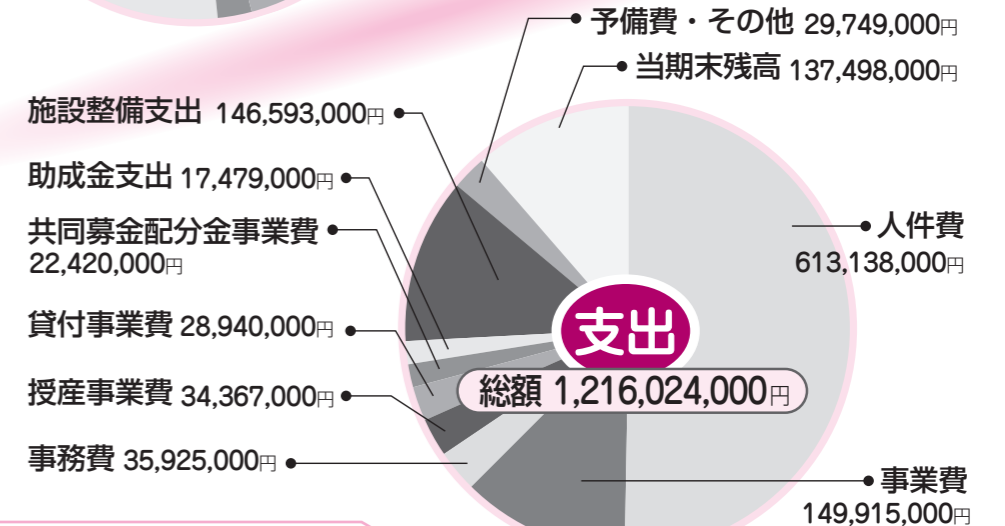 予備費・その他 29,749,000円
当期末残高 137,498,000円
施設整備支出 146,593,000円
助成金支出 17,479,000円
共同募金配分金事業費
22,420,000円
貸付事業費 28,940,000円
授産事業費 34,367,000円
事務費 35,925,000円
人件費
613,138,000円
支出
総額 1,216,024,000円
事業費
149,915,000円